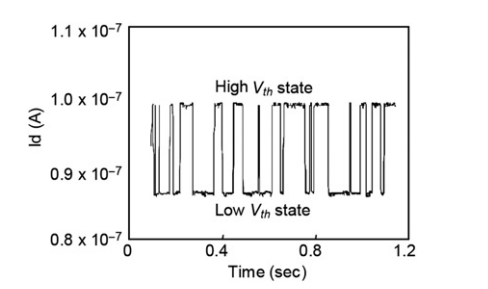 1.1 x 10⁻⁷
High Vth state
1.0 x 10⁻⁷
Id (A)
0.9 x 10⁻⁷
Low Vth state
0.8 x 10⁻⁷
0 0.4 0.8 1.2
Time (sec)